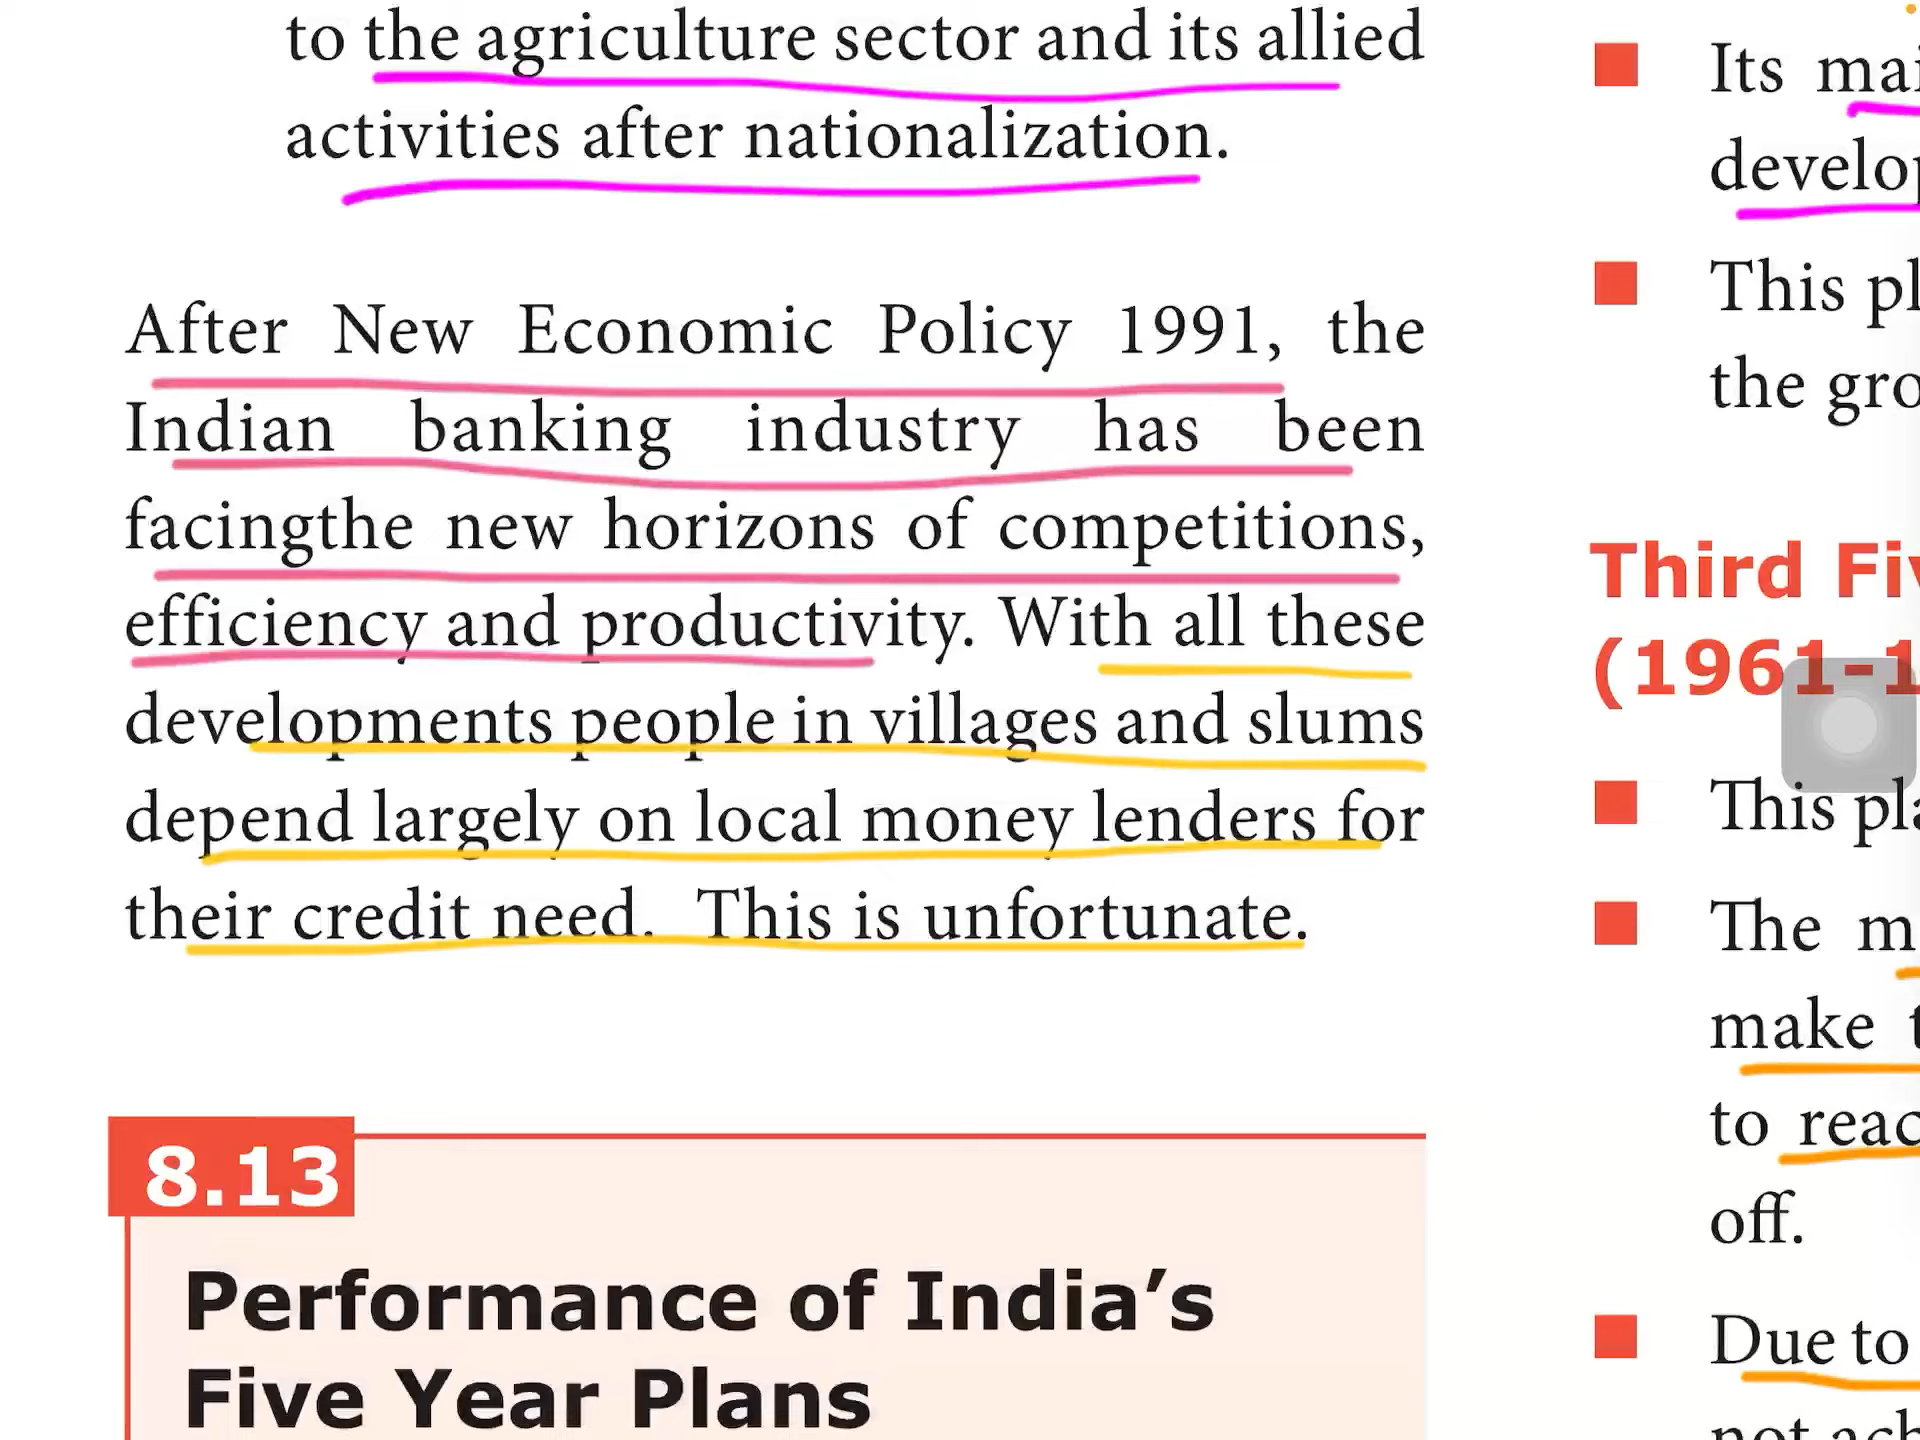 to the agriculture sector and its allied
activities after nationalization.
After New Economic Policy 1991, the
Indian banking industry has been
facingthe new horizons of competitions,
efficiency and productivity. With all these
developments people in villages and slums
depend largely on local money lenders for
their credit need. This is unfortunate.
8.13
Performance of India’s
Five Year Plans
Its
This
the
Third
This
The
make
to
off.
Due to
not